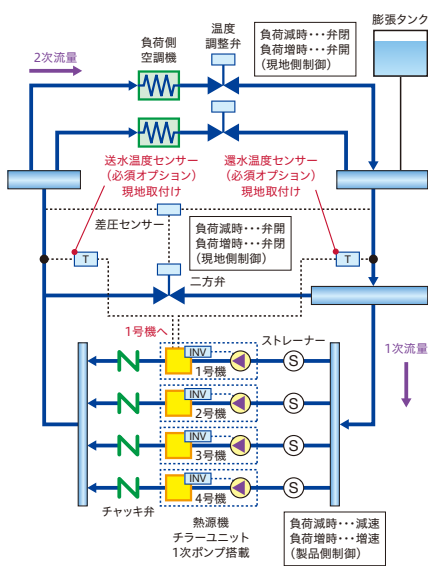 膨張タンク
温度
調整弁
負荷側
空調機
2次流量
負荷減時・・・弁閉
負荷増時・・・弁開
（現地側制御）
送水温度センサー
（必須オプション）
現地取付け
還水温度センサー
（必須オプション）
現地取付け
差圧センサー
負荷減時・・・弁開
負荷増時・・・弁閉
（現地側制御）
T
T
二方弁
1号機へ
ストレーナー
1次流量
INV
1号機
S
INV
2号機
S
INV
3号機
S
INV
4号機
S
チャッキ弁
熱源機
チラーユニット
1次ポンプ搭載
負荷減時・・・減速
負荷増時・・・増速
（製品側制御）